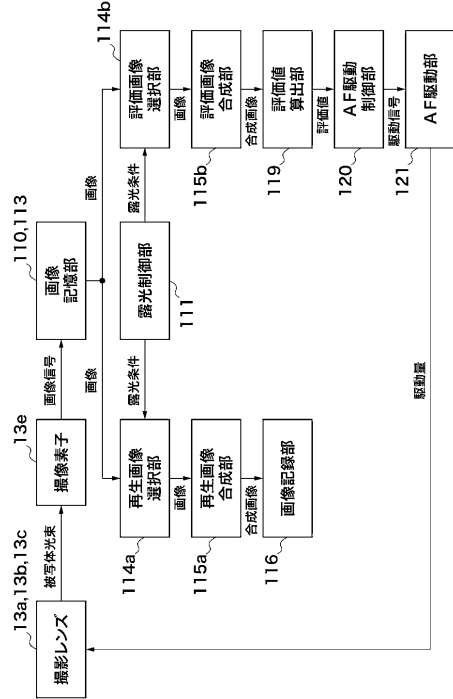 13a,13b,13c
撮影レンズ
被写体光束
13e
撮像素子
画像信号
110,113
画像
記憶部
画像
画像
114a
再生画像
選択部
露光条件
露光制御部
111
露光条件
114b
評価画像
選択部
画像
115a
再生画像
合成部
画像
115b
評価画像
合成部
合成画像
116
画像記録部
合成画像
119
評価値
算出部
評価値
120
AF駆動
制御部
駆動信号
121
AF駆動部
駆動量